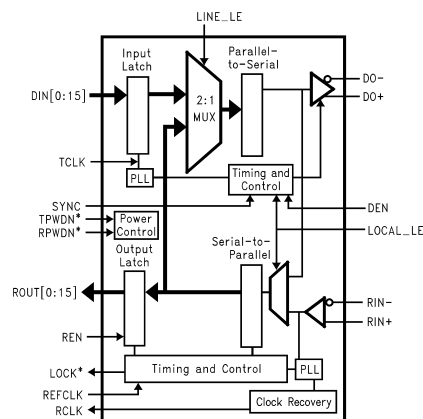 LINE_LE
Input
Latch
Parallel-
to-Serial
DO-
DO+
DIN[0:15]
2:1
MUX
TCLK
PLL
Timing and
Control
SYNC
DEN
TPWDN*
RPWDN*
Power
Control
LOCAL_LE
Output
Latch
Serial-to-
Parallel
ROUT[0:15]
RIN-
RIN+
REN
LOCK*
Timing and Control
PLL
REFCLK
RCLK
Clock Recovery